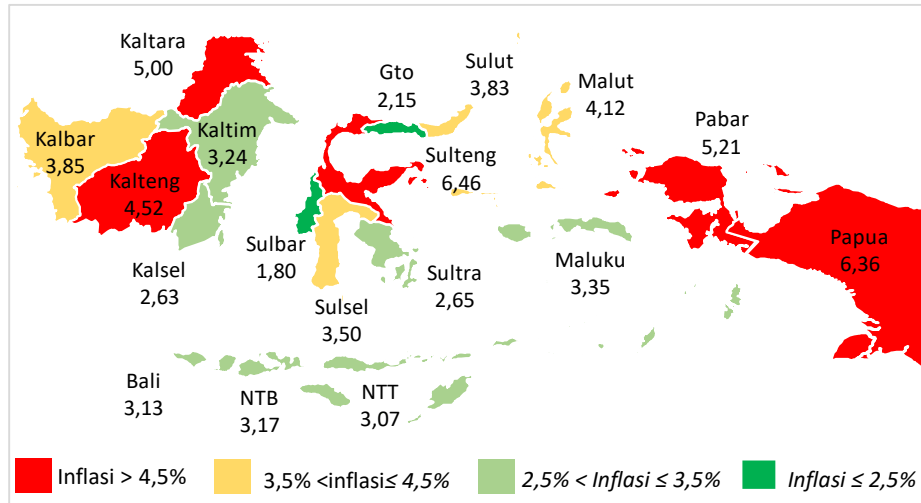 Kaltara
5,00
Gto
2,15
Sulut
3,83
Malut
4,12
Kalbar
3,85
Kaltim
3,24
Pabar
5,21
Kalteng
4,52
Sulteng
6,46
Sulbar
1,80
Papua
6,36
Kalsel
2,63
Sultra
2,65
Maluku
3,35
Sulsel
3,50
Bali
3,13
NTB
3,17
NTT
3,07
Inflasi > 4,5%
3,5% <inflasi≤ 4,5%
2,5% < Inflasi ≤ 3,5%
Inflasi ≤ 2,5%